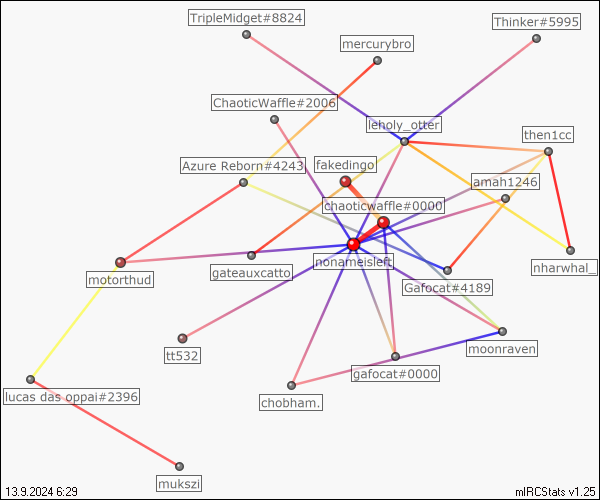 TripleMidget#8824
Thinker#5995
mercurybro
ChaoticWaffle#2006
leholy_otter
then1cc
fakedingo
Azure Reborn#4243
amah1246
chaoticwaffle#0000
nonameisleft
gateauxcatto
motorthud
Gafocat#4189
nharwhal_
tt532
moonraven
gafocat#0000
lucas das oppai#2396
chobham.
mukszi
13.9.2024 6:29
mIRCStats v1.25